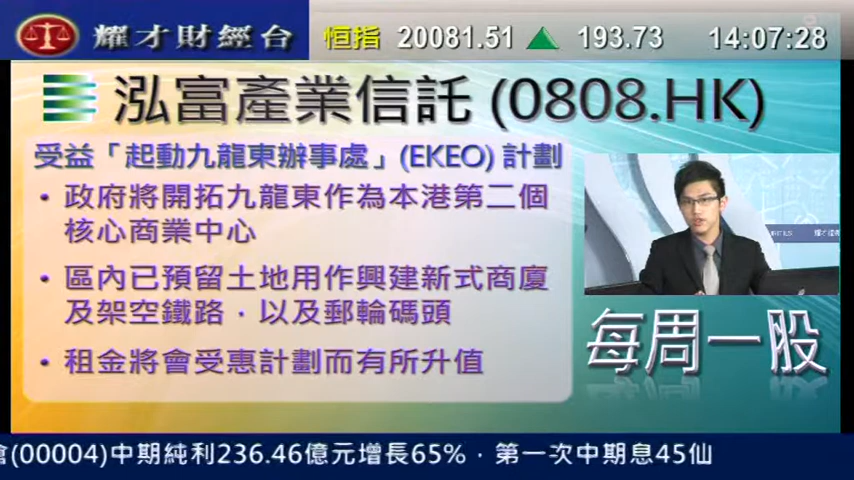 耀才財經台
恒指 20081.51 193.73 14:07:28
泓富產業信託 (0808.HK)
受益「起動九龍東辦事處」(EKEO) 計劃
• 政府將開拓九龍東作為本港第二個
核心商業中心
• 區內已預留土地用作興建新式商廈
及架空鐵路，以及郵輪碼頭
• 租金將會受惠計劃而有所升值
每周一股
(00004)中期純利236.46億元增長65%，第一次中期息45仙